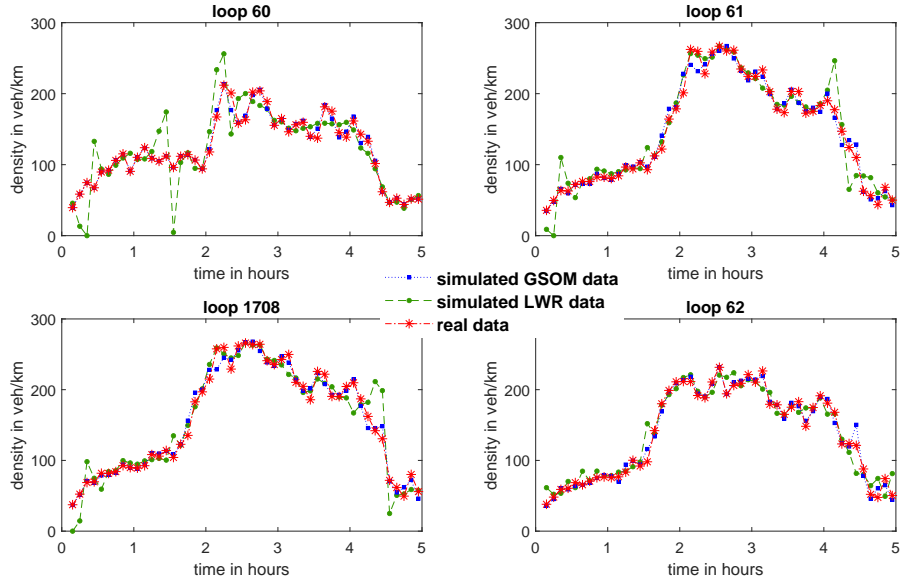 loop 60
300
200
100
0
density in veh/km
0 1 2 3 4 5
time in hours
loop 61
300
200
100
0
density in veh/km
0 1 2 3 4 5
time in hours
simulated GSOM data
simulated LWR data
real data
loop 1708
300
200
100
0
density in veh/km
0 1 2 3 4 5
time in hours
loop 62
300
200
100
0
density in veh/km
0 1 2 3 4 5
time in hours